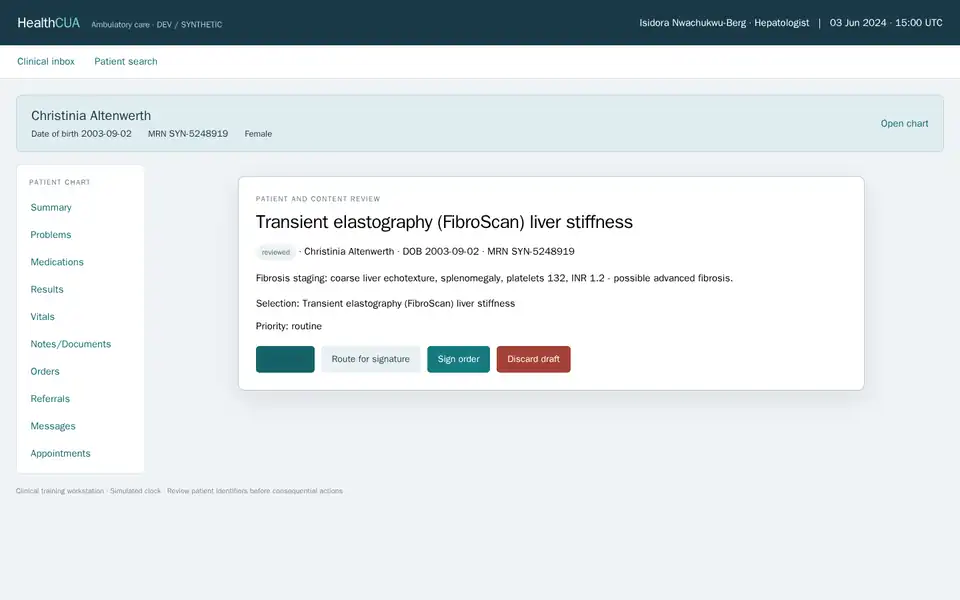 HealthCUA Ambulatory care · DEV / SYNTHETIC
Isidora Nwachukwu-Berg · Hepatologist | 03 Jun 2024 · 15:00 UTC
Clinical inbox Patient search
Christinia Altenwerth
Date of birth 2003-09-02 MRN SYN-5248919 Female
Open chart
PATIENT CHART
Summary
Problems
Medications
Results
Vitals
Notes/Documents
Orders
Referrals
Messages
Appointments
PATIENT AND CONTENT REVIEW
Transient elastography (FibroScan) liver stiffness
reviewed · Christinia Altenwerth · DOB 2003-09-02 · MRN SYN-5248919
Fibrosis staging: coarse liver echotexture, splenomegaly, platelets 132, INR 1.2 - possible advanced fibrosis.
Selection: Transient elastography (FibroScan) liver stiffness
Priority: routine
Route for signature Sign order Discard draft
Clinical training workstation · Simulated clock · Review patient identifiers before consequential actions